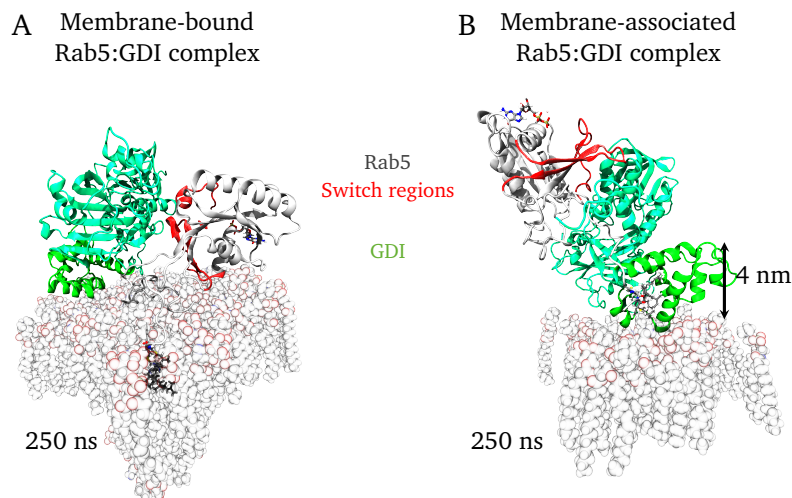 A
Membrane-bound
Rab5:GDI complex
B
Membrane-associated
Rab5:GDI complex
Rab5
Switch regions
GDI
4 nm
250 ns
250 ns